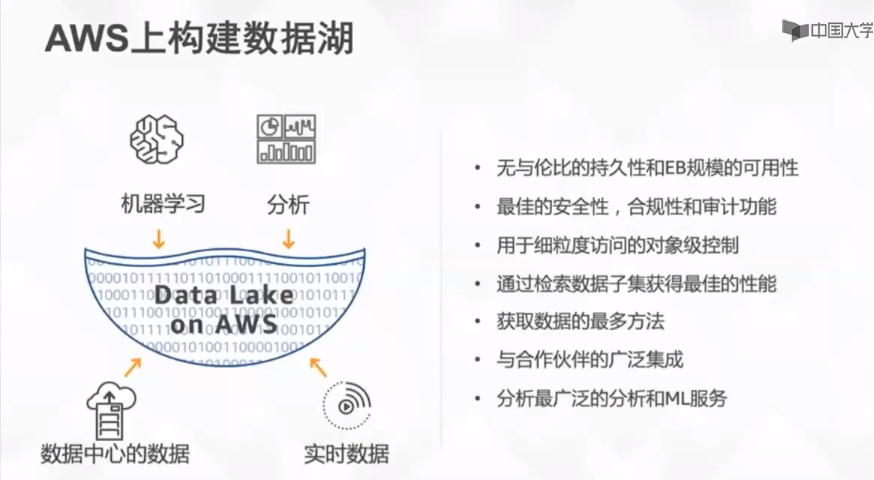 AWS上构建数据湖
中国大学
机器学习
分析
Data Lake
on AWS
数据中心的数据
实时数据
• 无与伦比的持久性和EB规模的可用性
• 最佳的安全性，合规性和审计功能
• 用于细粒度访问的对象级控制
• 通过检索数据子集获得最佳的性能
• 获取数据的最多方法
• 与合作伙伴的广泛集成
• 分析最广泛的分析和ML服务